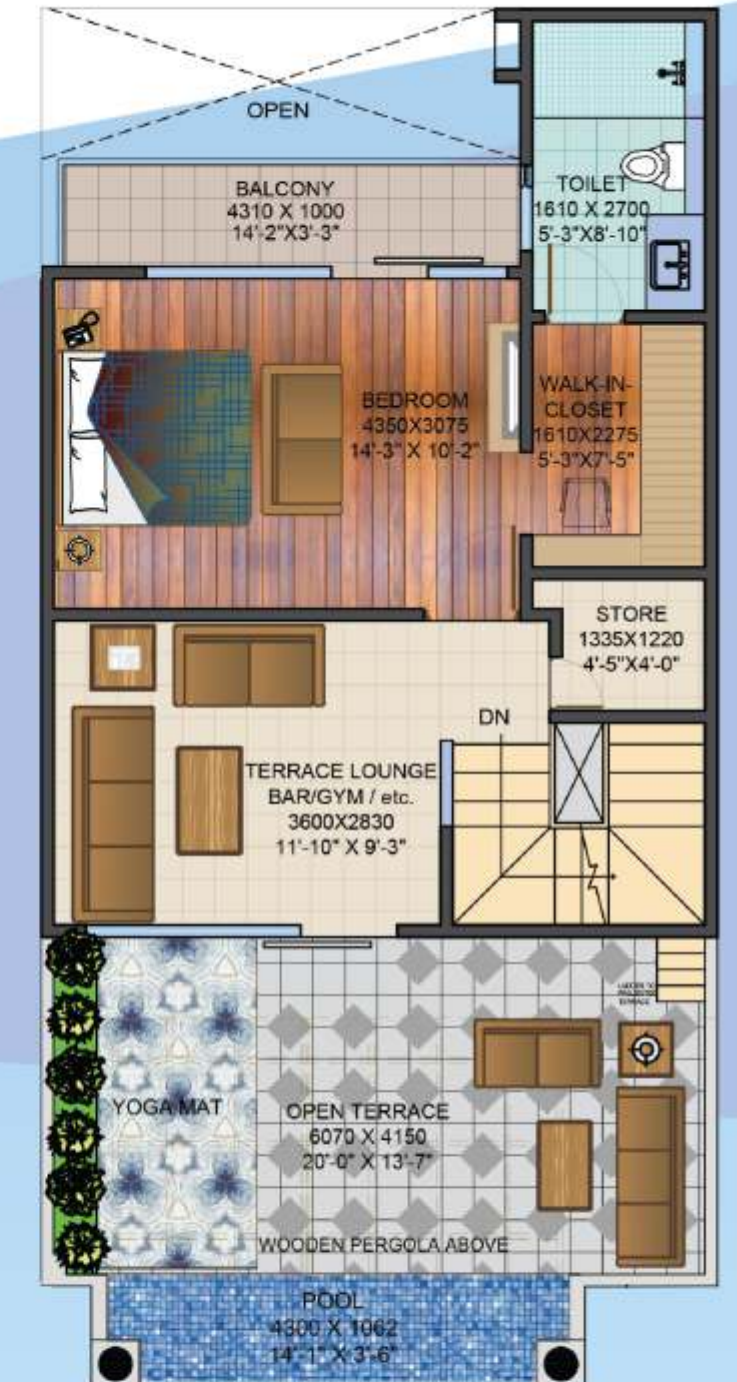 OPEN
BALCONY
4310 X 1000
14'-2"X3'-3"
TOILET
1610 X 2700
5'-3"X8'-10"
BEDROOM
4350X3075
14'-3" X 10'-2"
WALK-IN-
CLOSET
1610X2275
5'-3"X7'-5"
STORE
1335X1220
4'-5"X4'-0"
DN
TERRACE LOUNGE
BAR/GYM / etc.
3600X2830
11'-10" X 9'-3"
YOGA MAT
OPEN TERRACE
6070 X 4150
20'-0" X 13'-7"
WOODEN PERGOLA ABOVE
POOL
4300 X 1062
14'-1" X 3'-6"